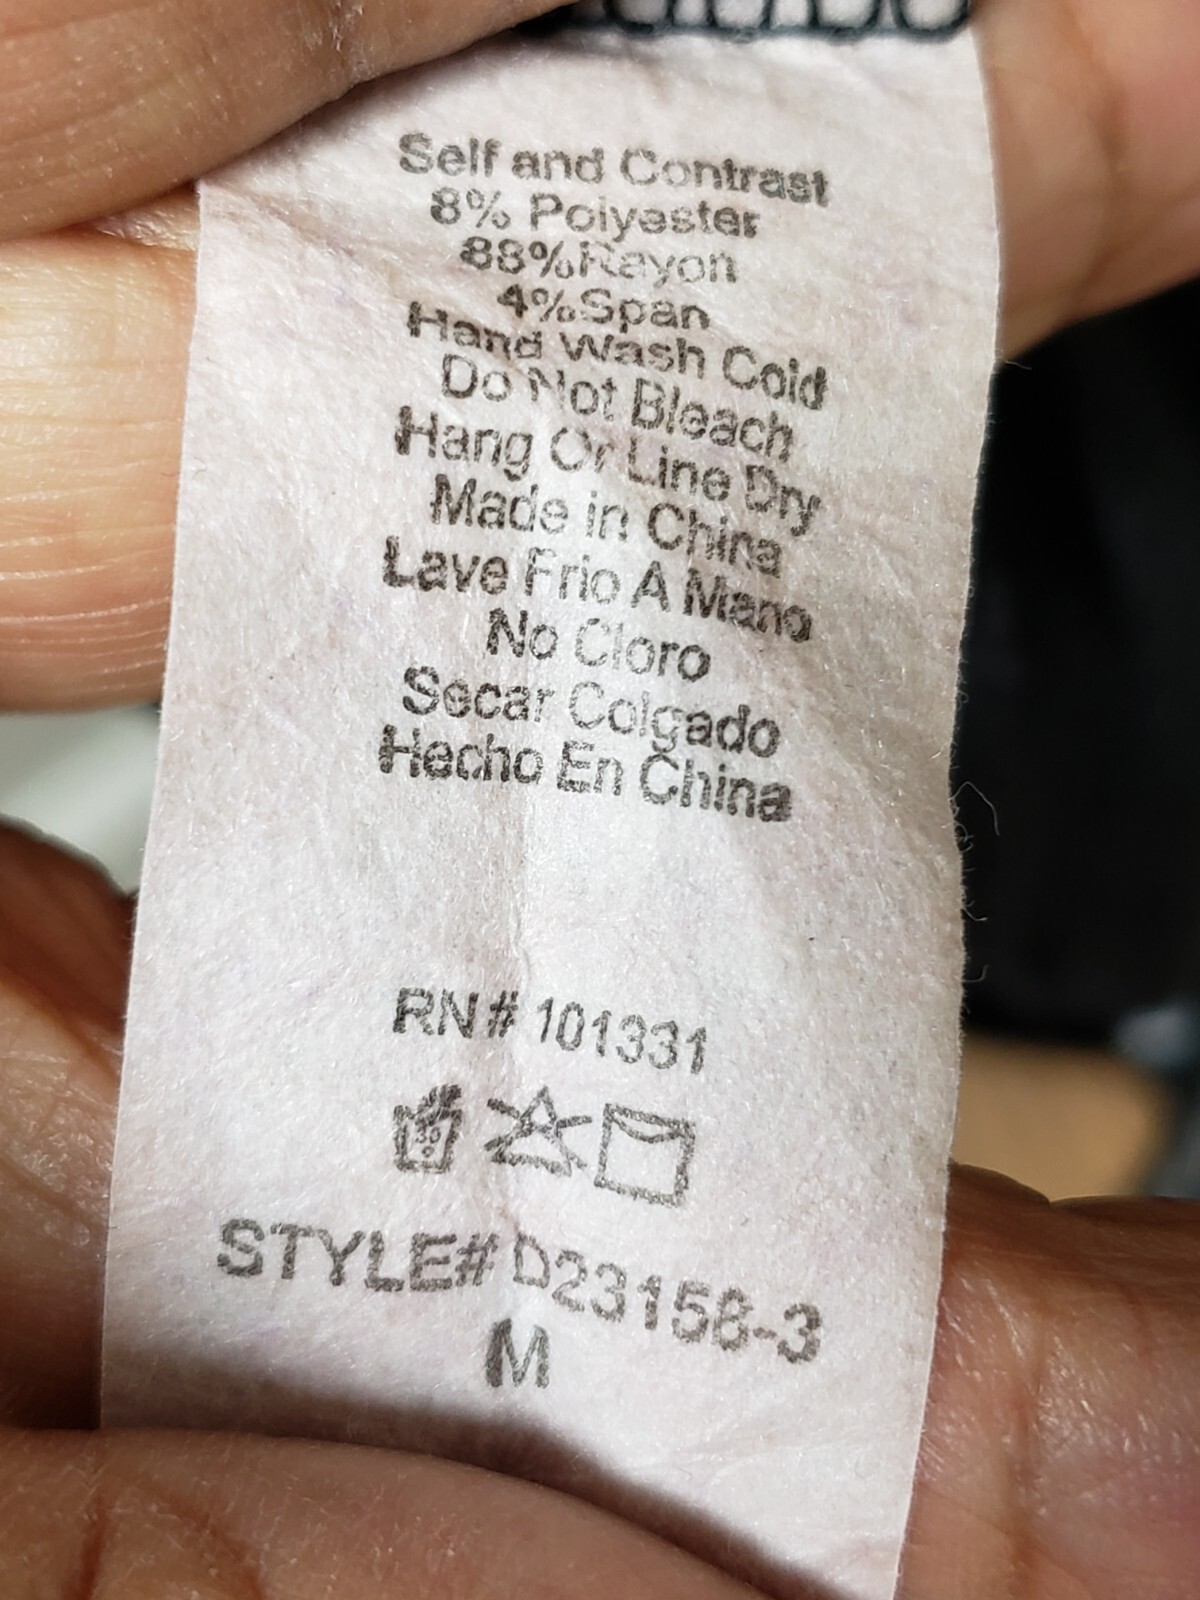 Self and Contrast
8% Polyester
88%Rayon
4%Span
Hand Wash Cold
Do Not Bleach
Hang Or Line Dry
Made in China
Lave Frio A Mano
No Cloro
Secar Colgado
Hecho En China
RN# 101331
30
STYLE# D23158-3
M